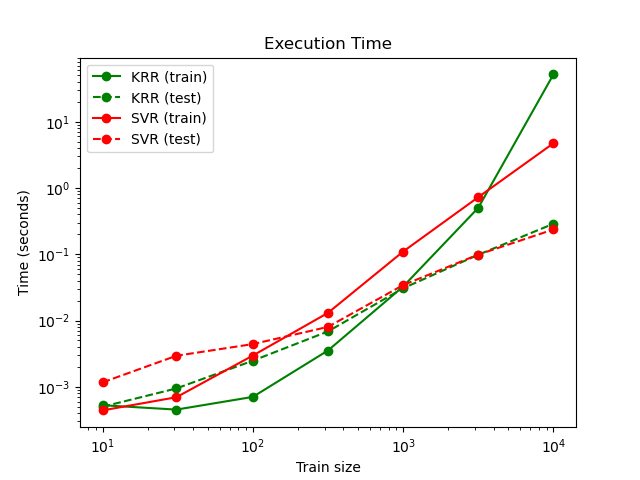 Execution Time
KRR (train)
KRR (test)
SVR (train)
SVR (test)
Time (seconds)
10¹
10⁰
10⁻¹
10⁻²
10⁻³
10¹ 10² 10³ 10⁴
Train size